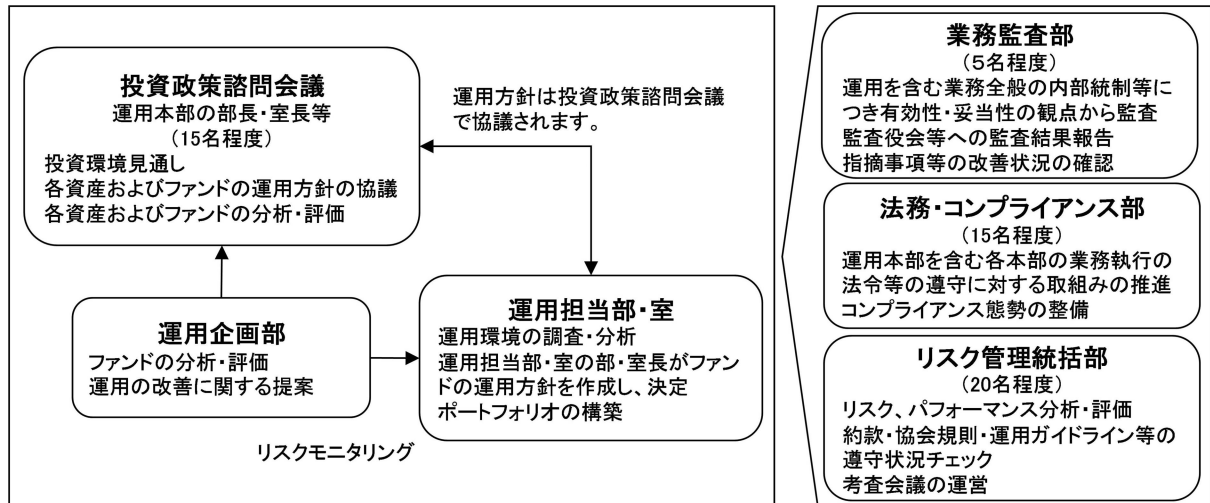 投資政策諮問会議
運用本部の部長・室長等
(15名程度)
投資環境見通し
各資産およびファンドの運用方針の協議
各資産およびファンドの分析・評価
運用方針は投資政策諮問会議
で協議されます。
運用企画部
ファンドの分析・評価
運用の改善に関する提案
運用担当部・室
運用環境の調査・分析
運用担当部・室の部・室長がファン
ドの運用方針を作成し、決定
ポートフォリオの構築
リスクモニタリング
業務監査部
(5名程度)
運用を含む業務全般の内部統制等に
つき有効性・妥当性の観点から監査
監査役会等への監査結果報告
指摘事項等の改善状況の確認
法務・コンプライアンス部
(15名程度)
運用本部を含む各本部の業務執行の
法令等の遵守に対する取組みの推進
コンプライアンス態勢の整備
リスク管理統括部
(20名程度)
リスク、パフォーマンス分析・評価
約款・協会規則・運用ガイドライン等の
遵守状況チェック
考査会議の運営